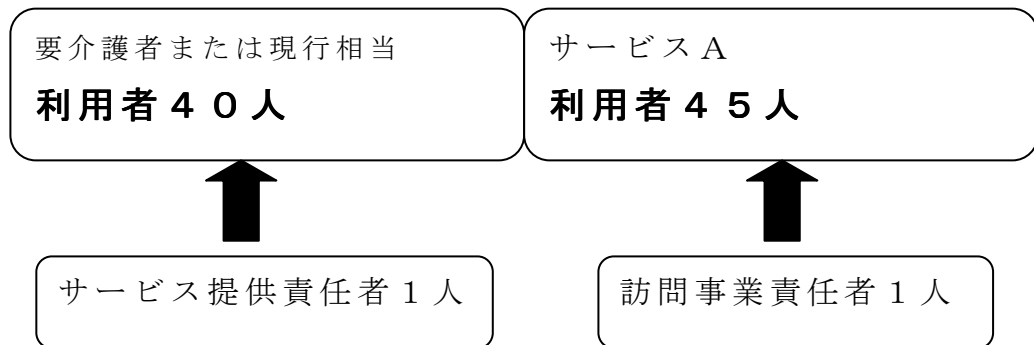 要介護者または現行相当
利用者４０人
サービスＡ
利用者４５人
サービス提供責任者１人
訪問事業責任者１人